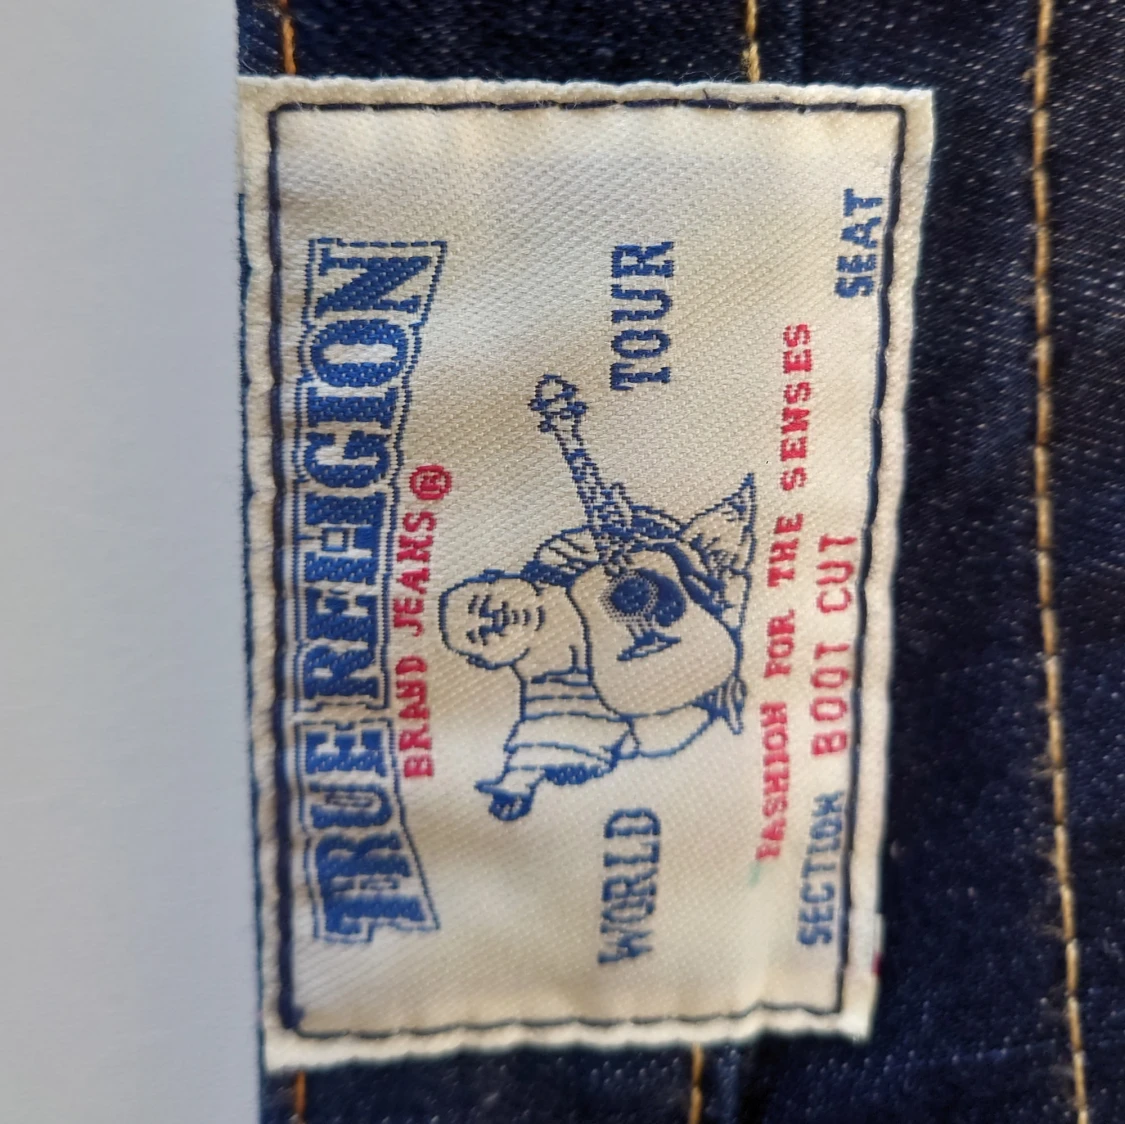 TRUE RELIGION
BRAND JEANS®
WORLD TOUR
FASHION FOR THE SENSES
SECTION BOOT CUT SEAT